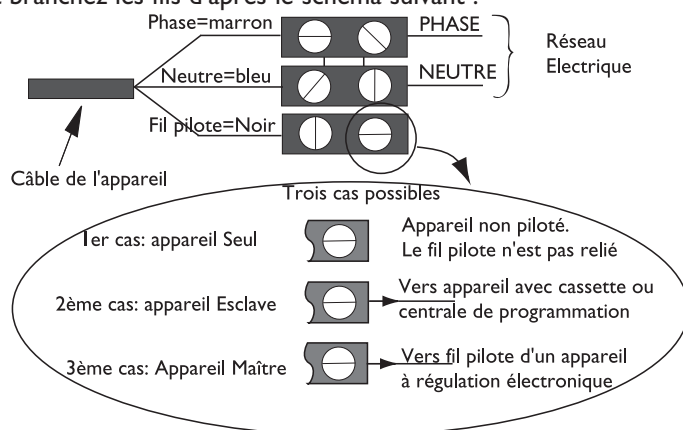 branchez les fils d'après le schéma suivant :
Phase=marron
PHASE
Neutre=bleu
NEUTRE
Réseau
Electrique
Fil pilote=Noir
Câble de l'appareil
Trois cas possibles
1er cas: appareil Seul
Appareil non piloté.
Le fil pilote n'est pas relié
2ème cas: appareil Esclave
Vers appareil avec cassette ou
centrale de programmation
3ème cas: Appareil Maître
Vers fil pilote d'un appareil
à régulation électronique